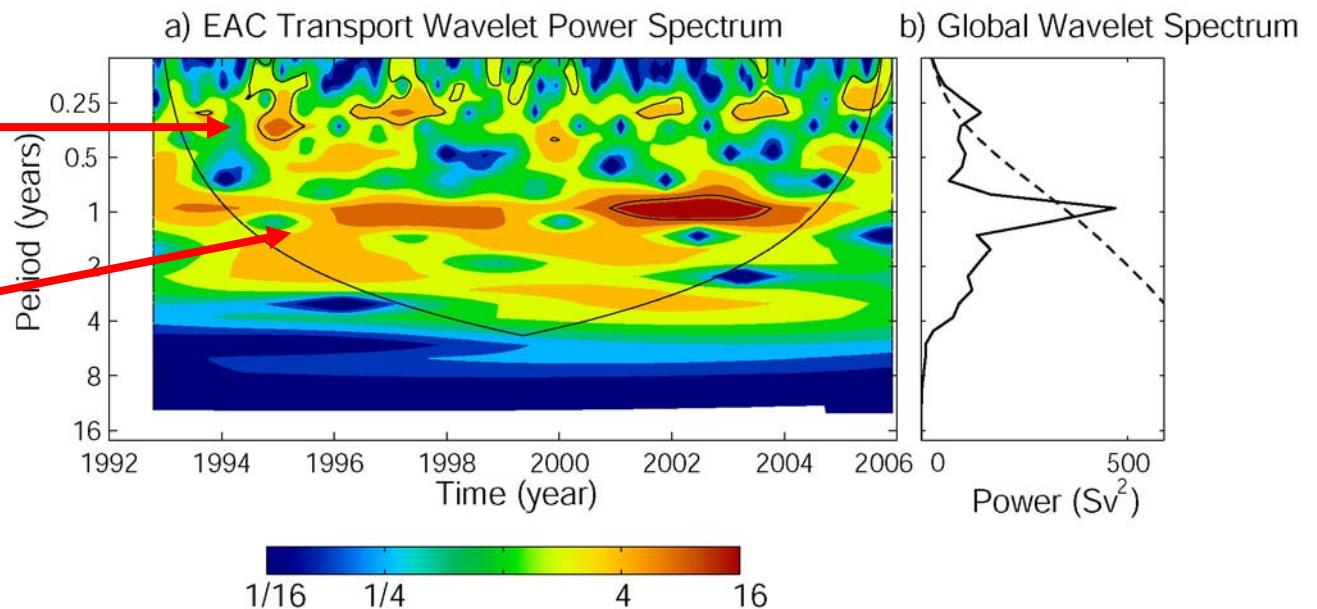 a) EAC Transport Wavelet Power Spectrum
b) Global Wavelet Spectrum
Period (years)
0.25
0.5
1
2
4
8
16
1992 1994 1996 1998 2000 2002 2004 2006
Time (year)
0 500
Power (Sv²)
1/16 1/4 4 16